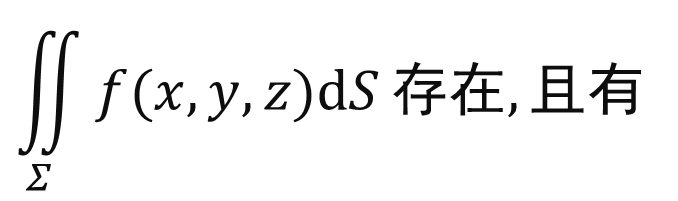 ∬_Σ f(x, y, z)dS 存在, 且有